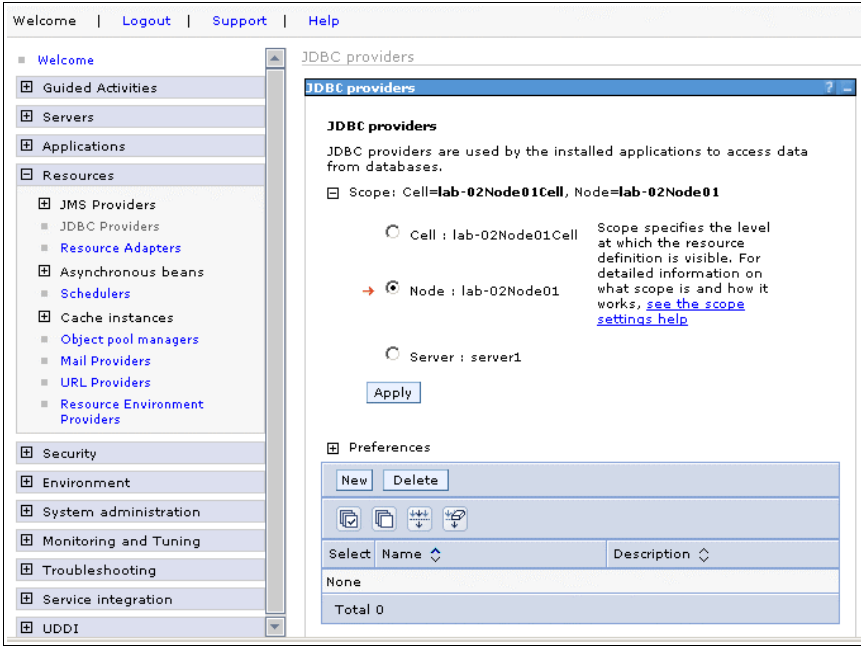 Welcome | Logout | Support | Help
Welcome
Guided Activities
Servers
Applications
Resources
JMS Providers
JDBC Providers
Resource Adapters
Asynchronous beans
Schedulers
Cache instances
Object pool managers
Mail Providers
URL Providers
Resource Environment
Providers
Security
Environment
System administration
Monitoring and Tuning
Troubleshooting
Service integration
UDDI
JDBC providers
JDBC providers ? _
JDBC providers
JDBC providers are used by the installed applications to access data
from databases.
Scope: Cell=lab-02Node01Cell, Node=lab-02Node01
Cell : lab-02Node01Cell
Node : lab-02Node01
Server : server1
Scope specifies the level
at which the resource
definition is visible. For
detailed information on
what scope is and how it
works, see the scope
settings help
Apply
Preferences
New Delete
Select Name Description
None
Total 0